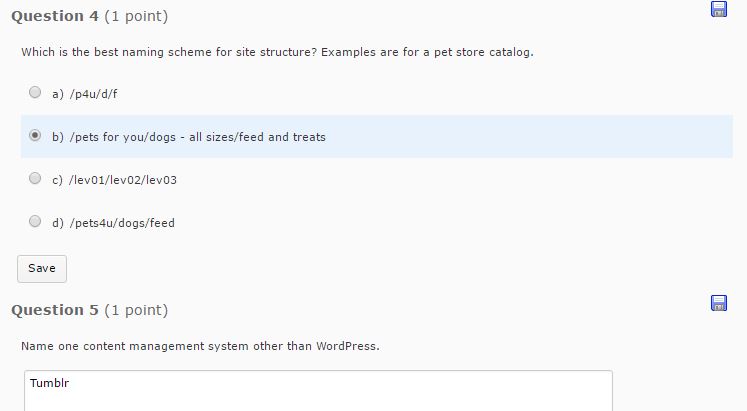 Question 4 (1 point)
Which is the best naming scheme for site structure? Examples are for a pet store catalog.
a) /p4u/d/f
b) /pets for you/dogs - all sizes/feed and treats
c) /lev01/lev02/lev03
d) /pets4u/dogs/feed
Save
Question 5 (1 point)
Name one content management system other than WordPress.
Tumblr